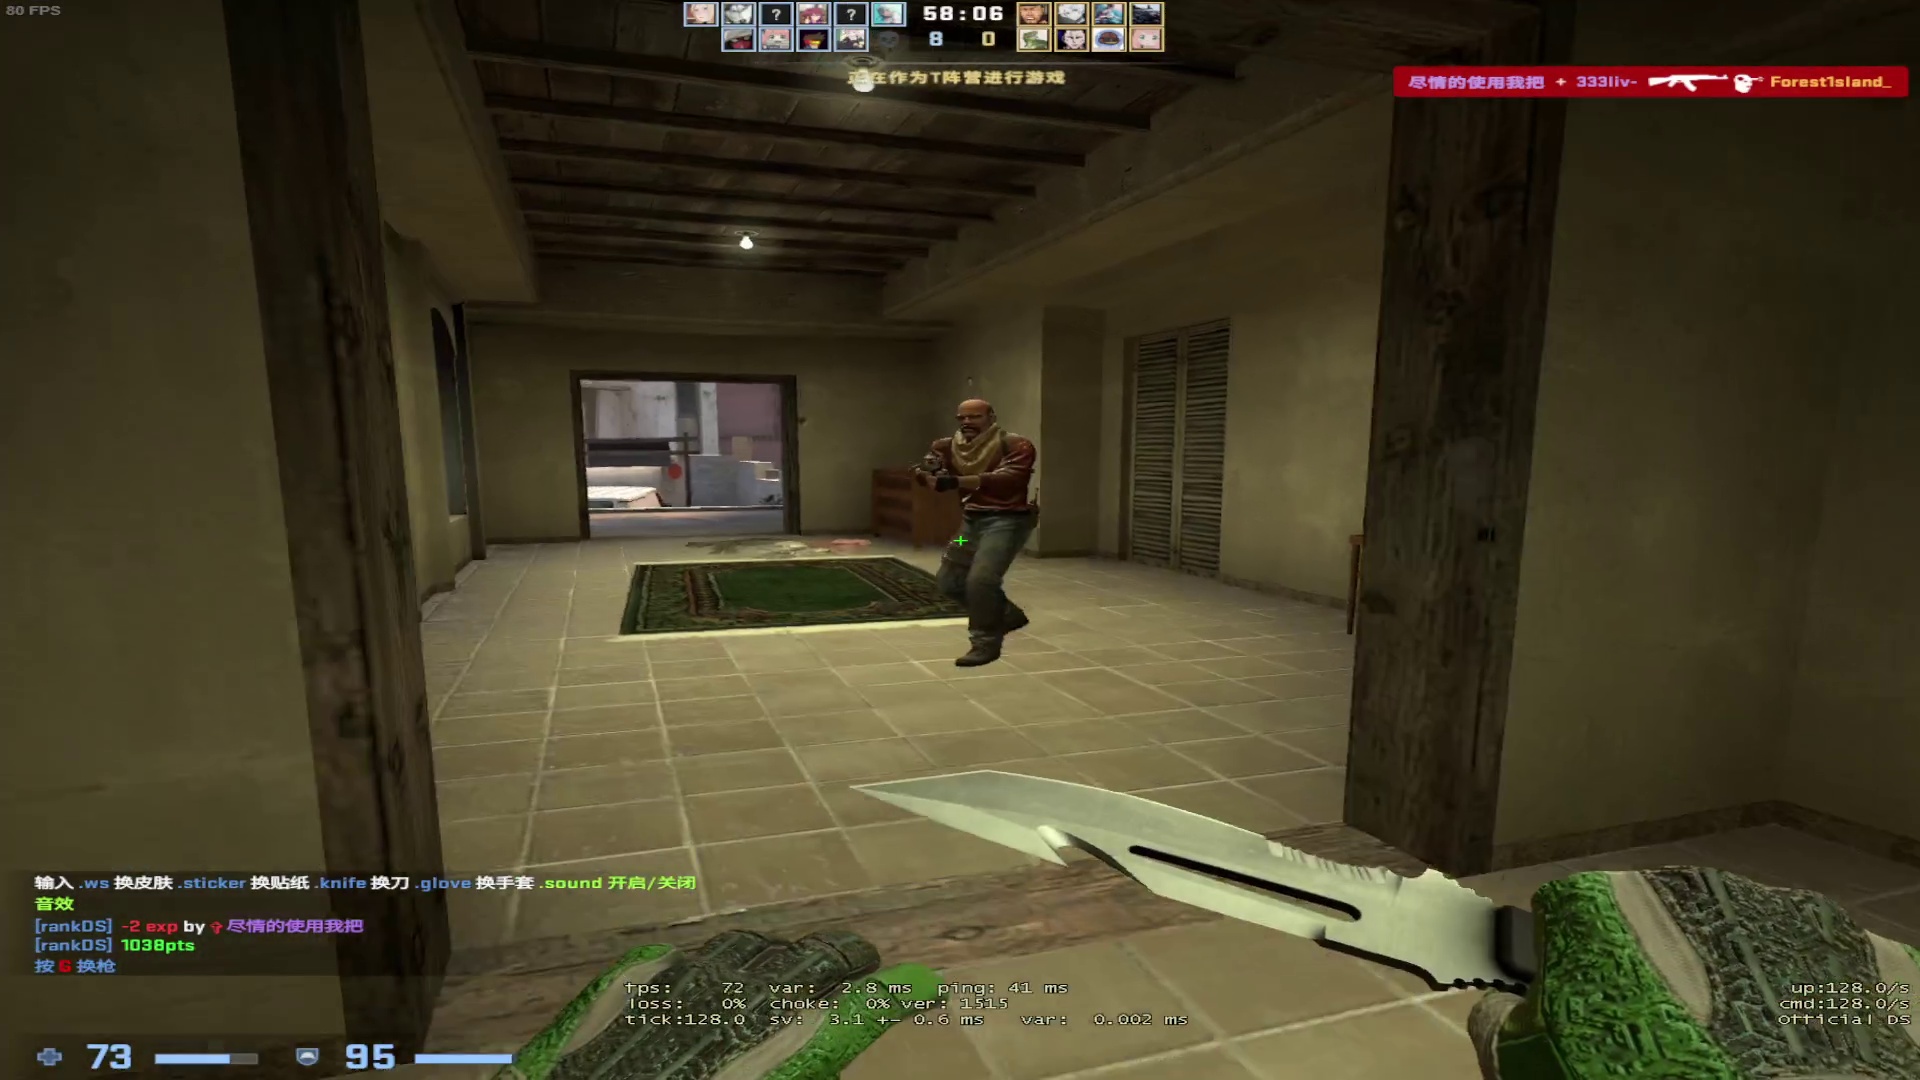 80 FPS
?
?
58:06
8 0
正在作为T阵营进行游戏
尽情的使用我把 + 333liv- Forest1sland_
输入 .ws 换皮肤 .sticker 换贴纸 .knife 换刀 .glove 换手套 .sound 开启/关闭
音效
[rankDS] -2 exp by 尽情的使用我把
[rankDS] 1038pts
按 G 换枪
fps: 72 var: 2.8 ms ping: 41 ms
loss: 0% choke: 0% ver: 1515
tick:128.0 sv: 3.1 +- 0.6 ms var: 0.002 ms
up:128.0/s
cmd:128.0/s
Official DS
73
95